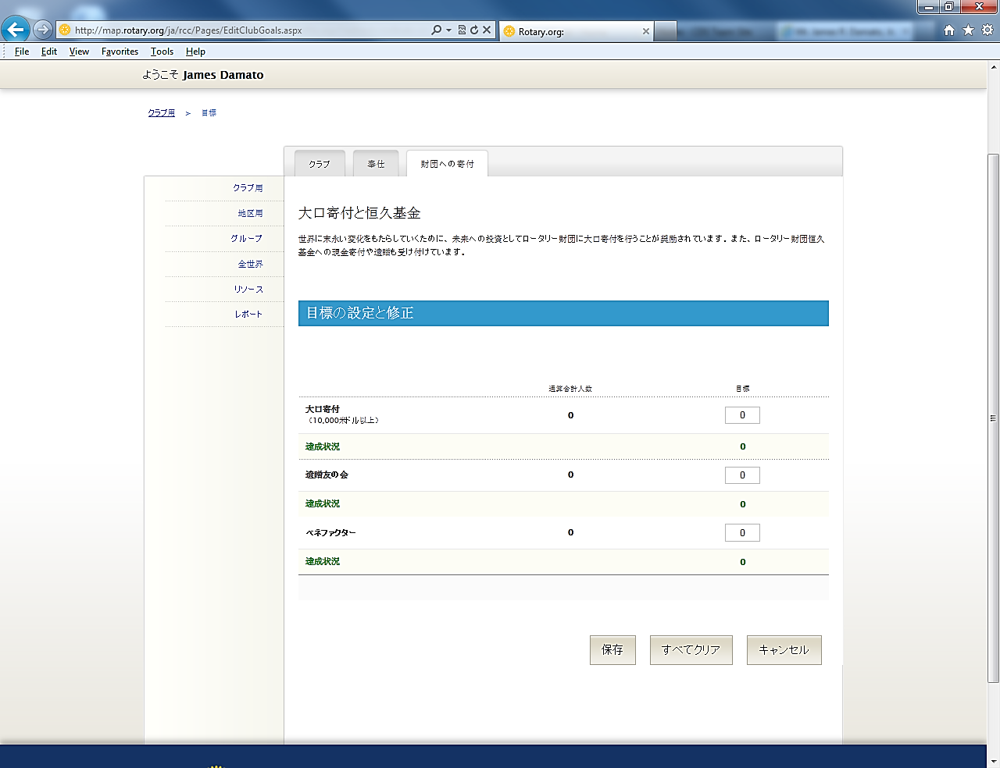 http://map.rotary.org/ja/rcc/Pages/EditClubGoals.aspx
Rotary.org:
File Edit View Favorites Tools Help
ようこそ James Damato
クラブ用 > 目標
クラブ 奉仕 財団への寄付
クラブ用
地区用
グループ
全世界
リソース
レポート
大口寄付と恒久基金
世界に末永い変化をもたらしていくために、未来への投資としてロータリー財団に大口寄付を行うことが奨励されています。また、ロータリー財団恒久
基金への現金寄付や遺贈も受け付けています。
目標の設定と修正
通算合計人数 目標
大口寄付 0 0
（10,000米ドル以上）
達成状況 0
遺贈友の会 0 0
達成状況 0
ベネファクター 0 0
達成状況 0
保存 すべてクリア キャンセル